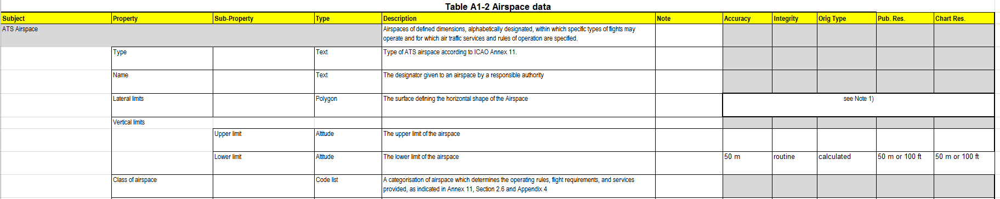 Table A1-2 Airspace data
Subject Property Sub-Property Type Description Note Accuracy Integrity Orig Type Pub. Res. Chart Res.
ATS Airspace Airspaces of defined dimensions, alphabetically designated, within which specific types of flights may
operate and for which air traffic services and rules of operation are specified.
Type Text Type of ATS airspace according to ICAO Annex 11.
Name Text The designator given to an airspace by a responsible authority
Lateral limits Polygon The surface defining the horizontal shape of the Airspace see Note 1)
Vertical limits
Upper limit Altitude The upper limit of the airspace
Lower limit Altitude The lower limit of the airspace 50 m routine calculated 50 m or 100 ft 50 m or 100 ft
Class of airspace Code list A categorisation of airspace which determines the operating rules, flight requirements, and services
provided, as indicated in Annex 11, Section 2.6 and Appendix 4